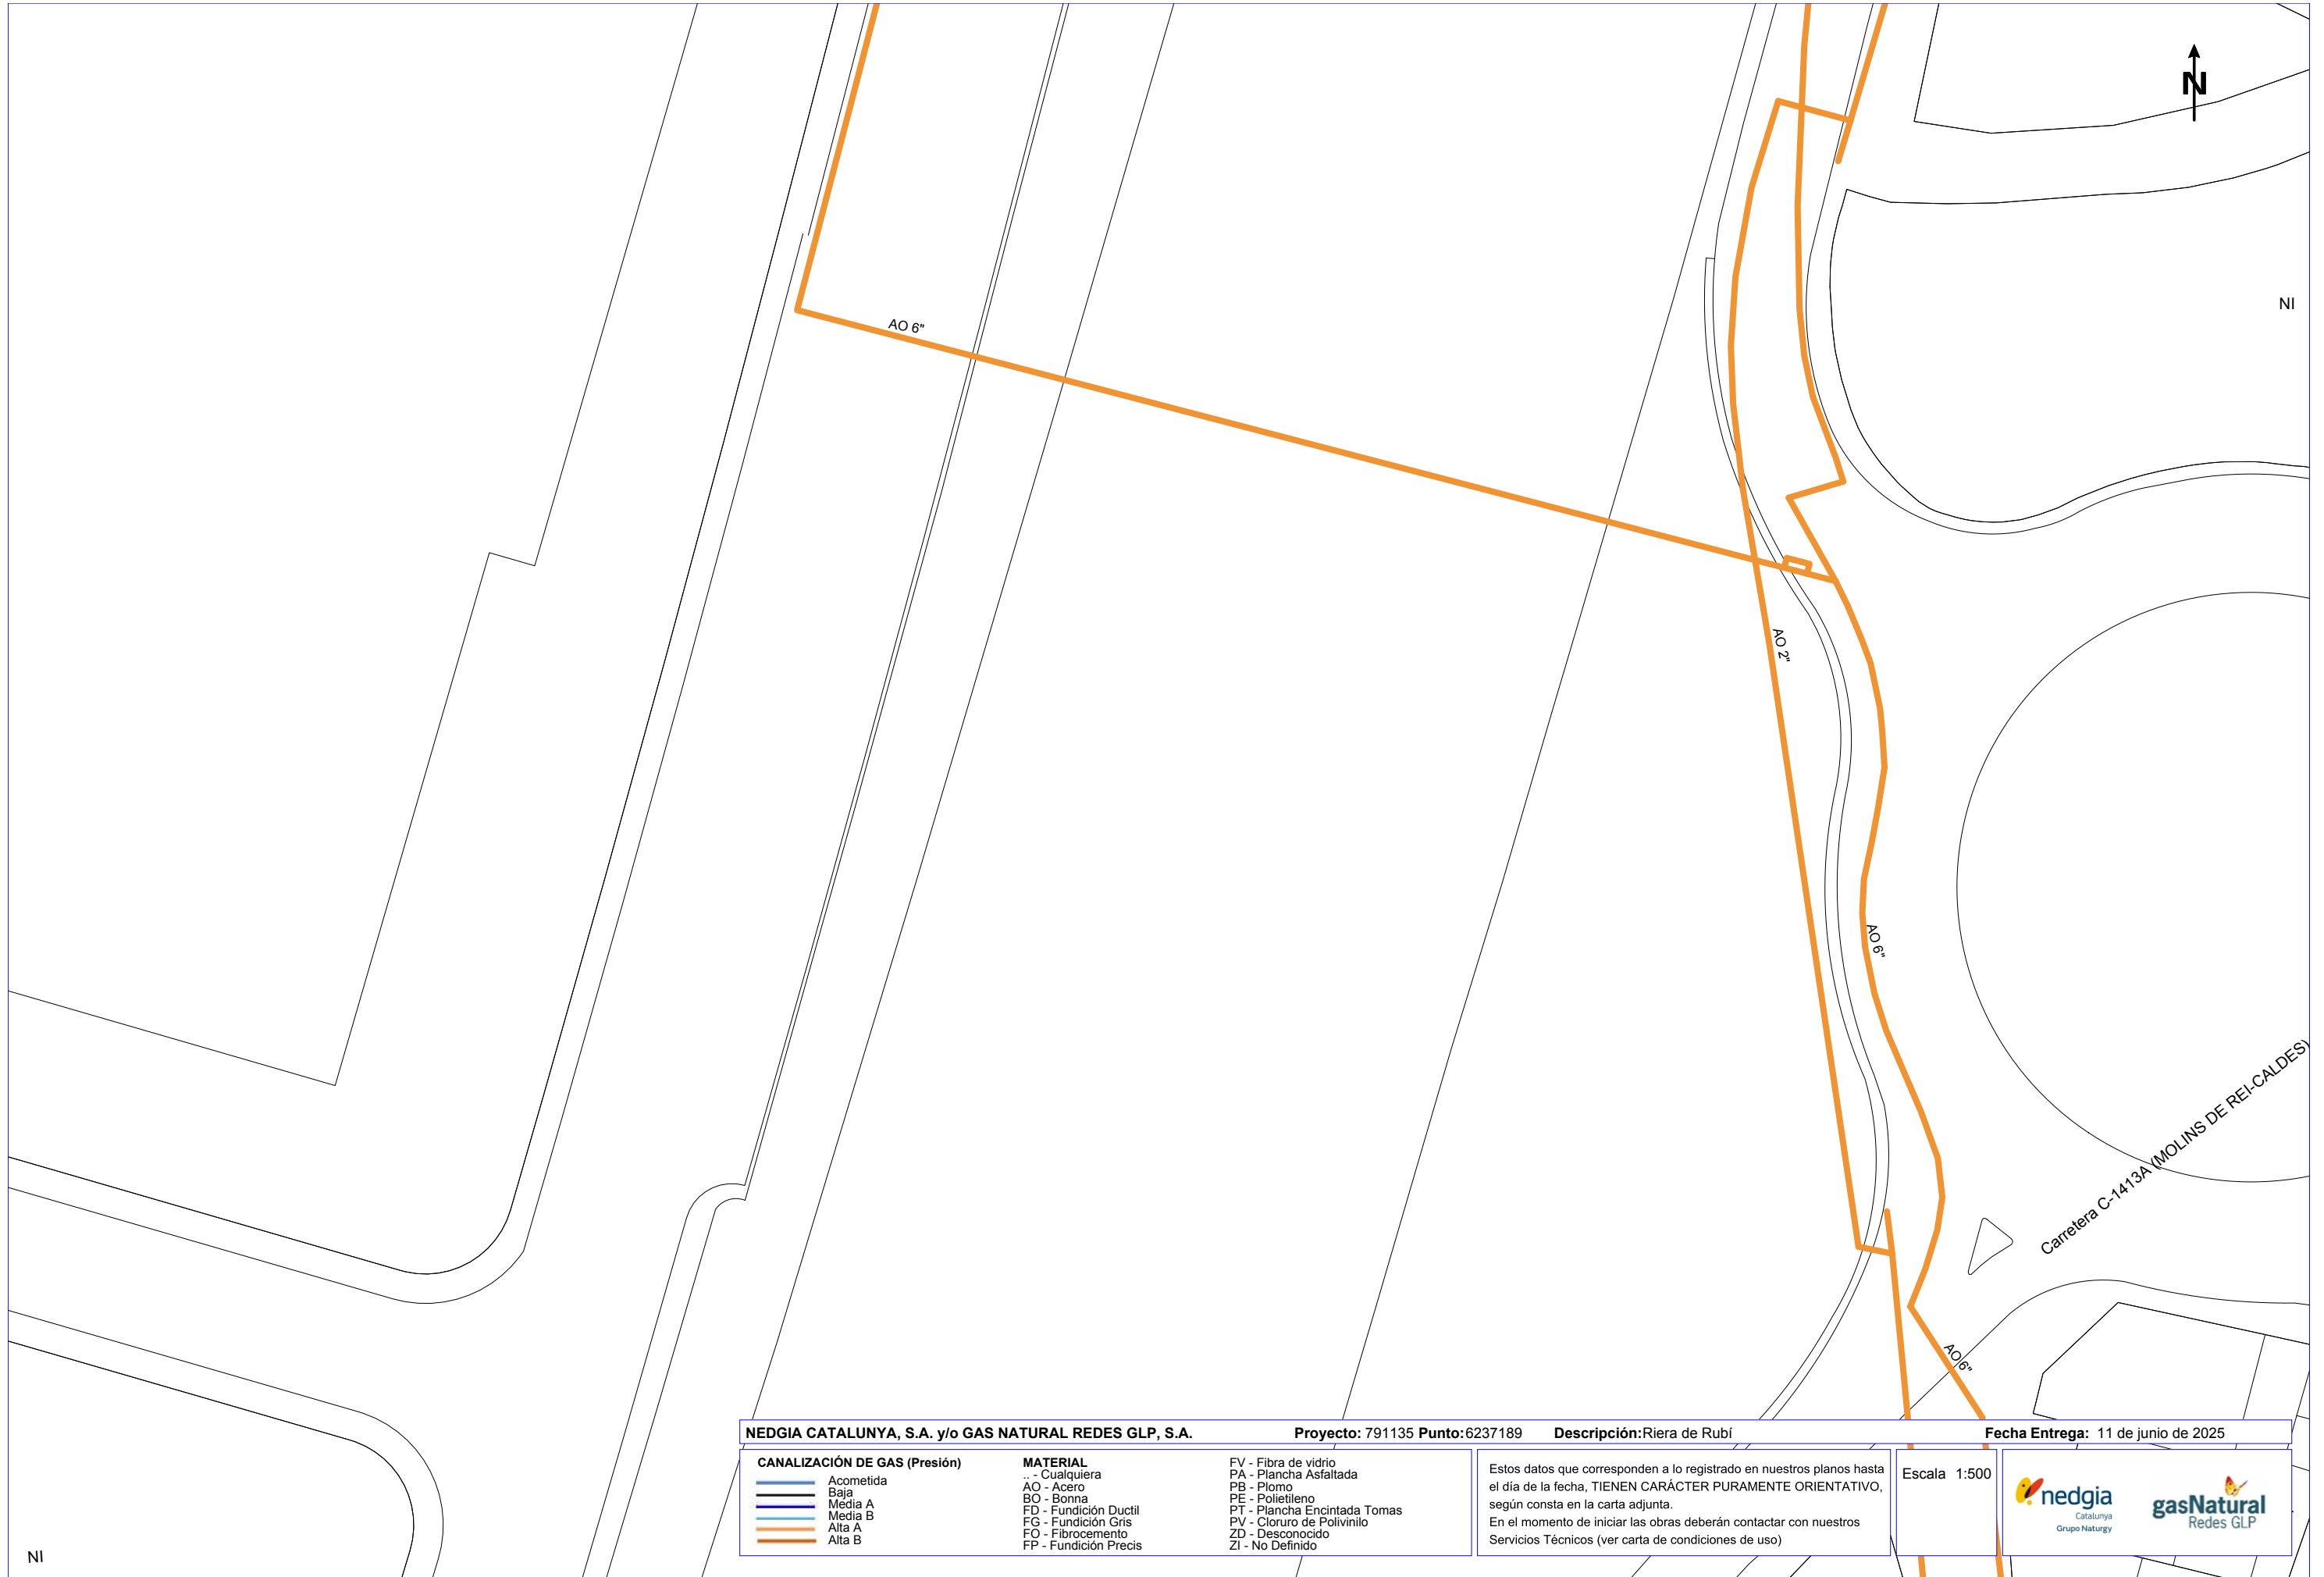 N
NI
AO 6"
AO 2"
AO 6"
Carretera C-1413A (MOLINS DE REI-CALDES)
AO 6"
NI
NEDGIA CATALUNYA, S.A. y/o GAS NATURAL REDES GLP, S.A. Proyecto: 791135 Punto:6237189 Descripción:Riera de Rubí Fecha Entrega: 11 de junio de 2025
CANALIZACIÓN DE GAS (Presión)
Acometida
Baja
Media A
Media B
Alta A
Alta B
MATERIAL
.. - Cualquiera
AO - Acero
BO - Bonna
FD - Fundición Ductil
FG - Fundición Gris
FO - Fibrocemento
FP - Fundición Precis
FV - Fibra de vidrio
PA - Plancha Asfaltada
PB - Plomo
PE - Polietileno
PT - Plancha Encintada Tomas
PV - Cloruro de Polivinilo
ZD - Desconocido
ZI - No Definido
Estos datos que corresponden a lo registrado en nuestros planos hasta
el día de la fecha, TIENEN CARÁCTER PURAMENTE ORIENTATIVO,
según consta en la carta adjunta.
En el momento de iniciar las obras deberán contactar con nuestros
Servicios Técnicos (ver carta de condiciones de uso)
Escala 1:500
nedgia
Catalunya
Grupo Naturgy
gasNatural
Redes GLP